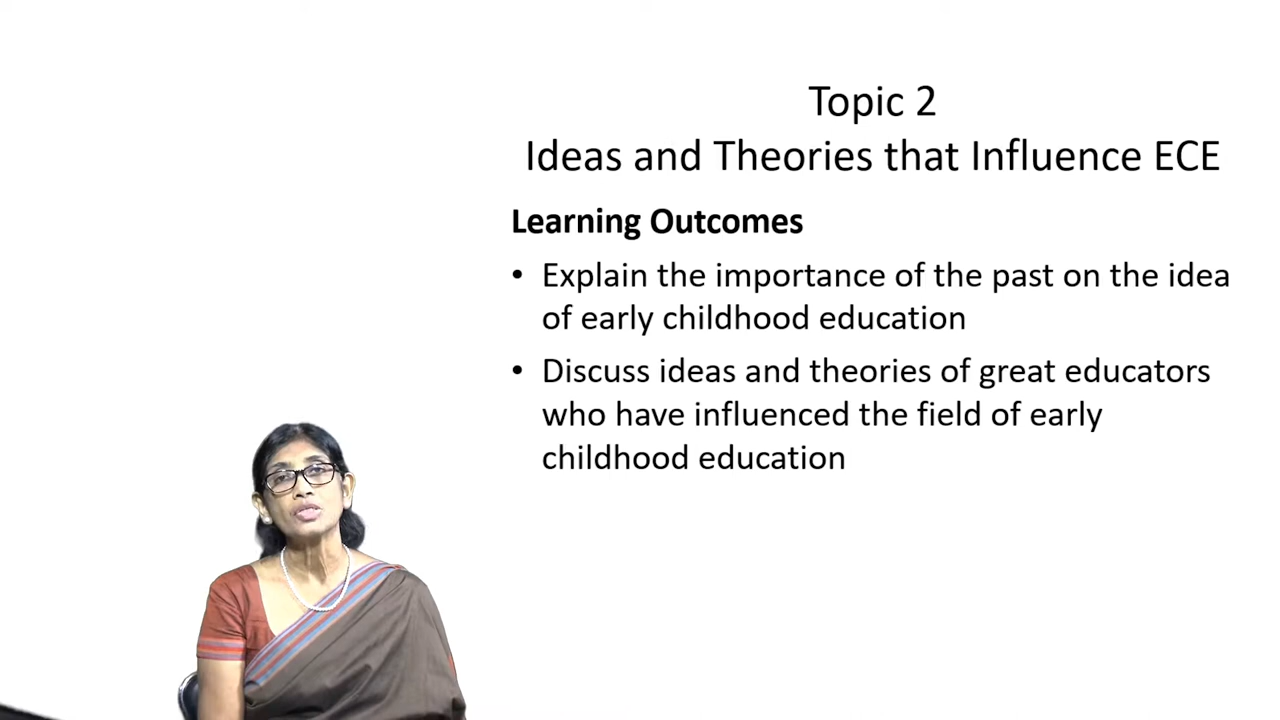 Topic 2
Ideas and Theories that Influence ECE
Learning Outcomes
• Explain the importance of the past on the idea
of early childhood education
• Discuss ideas and theories of great educators
who have influenced the field of early
childhood education